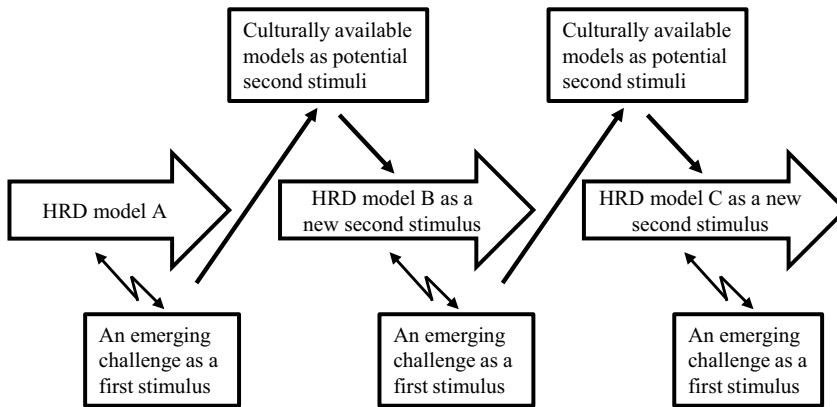 Culturally available
models as potential
second stimuli
Culturally available
models as potential
second stimuli
HRD model A
HRD model B as a
new second stimulus
HRD model C as a new
second stimulus
An emerging
challenge as a
first stimulus
An emerging
challenge as a
first stimulus
An emerging
challenge as a
first stimulus